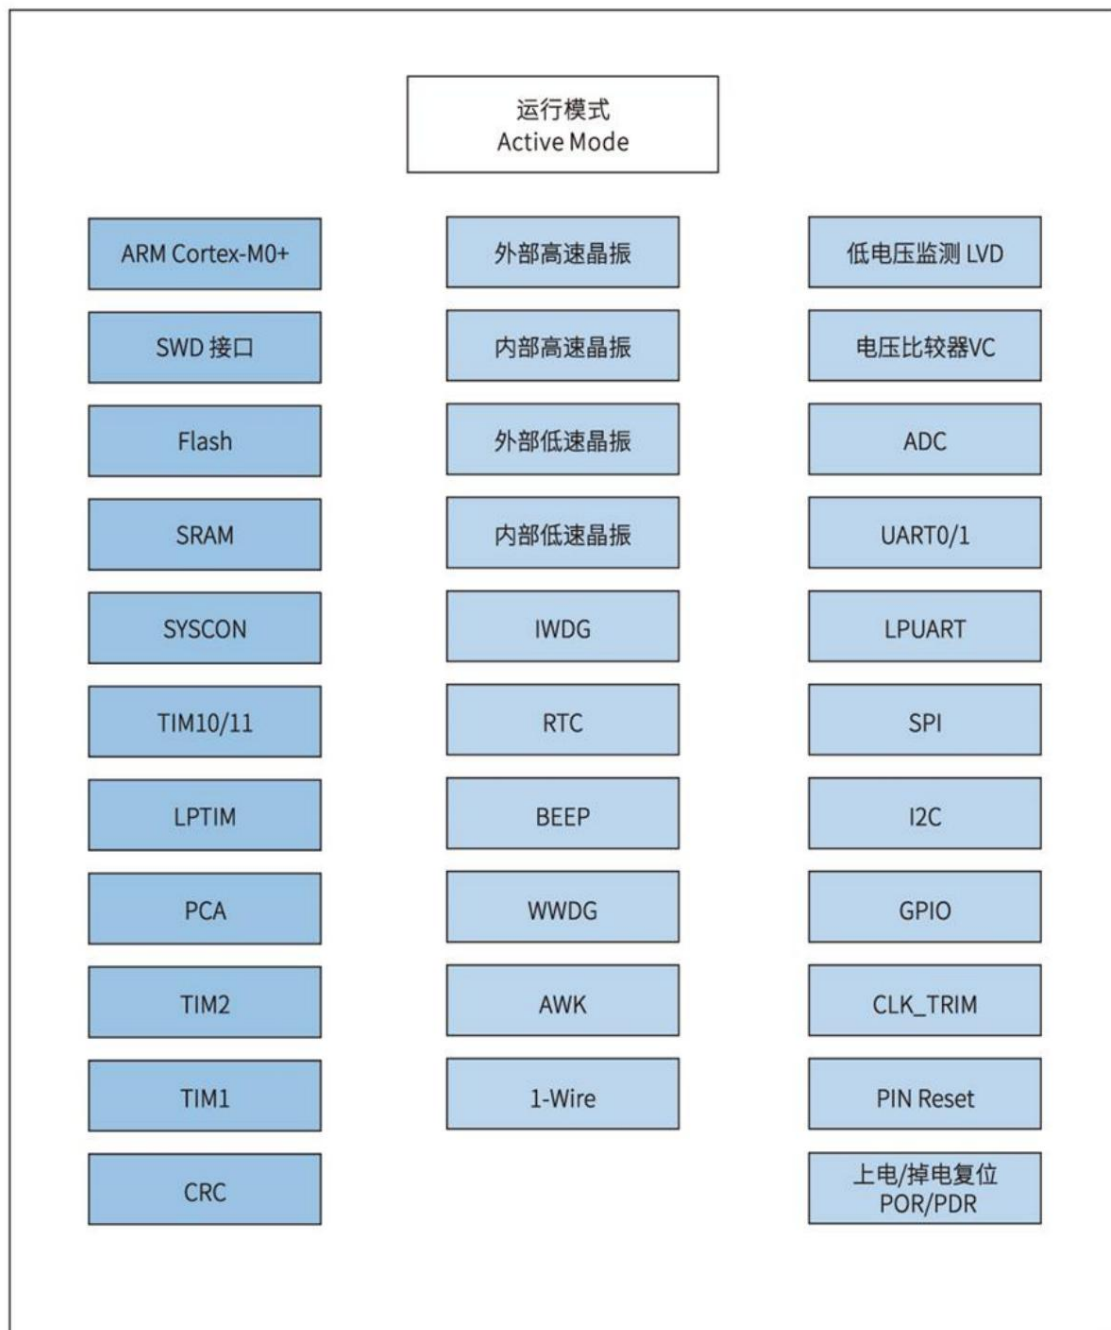 运行模式
Active Mode
ARM Cortex-M0+
外部高速晶振
低电压监测 LVD
SWD 接口
内部高速晶振
电压比较器VC
Flash
外部低速晶振
ADC
SRAM
内部低速晶振
UART0/1
SYSCON
IWDG
LPUART
TIM10/11
RTC
SPI
LPTIM
BEEP
I2C
PCA
WWDG
GPIO
TIM2
AWK
CLK_TRIM
TIM1
1-Wire
PIN Reset
CRC
上电/掉电复位
POR/PDR